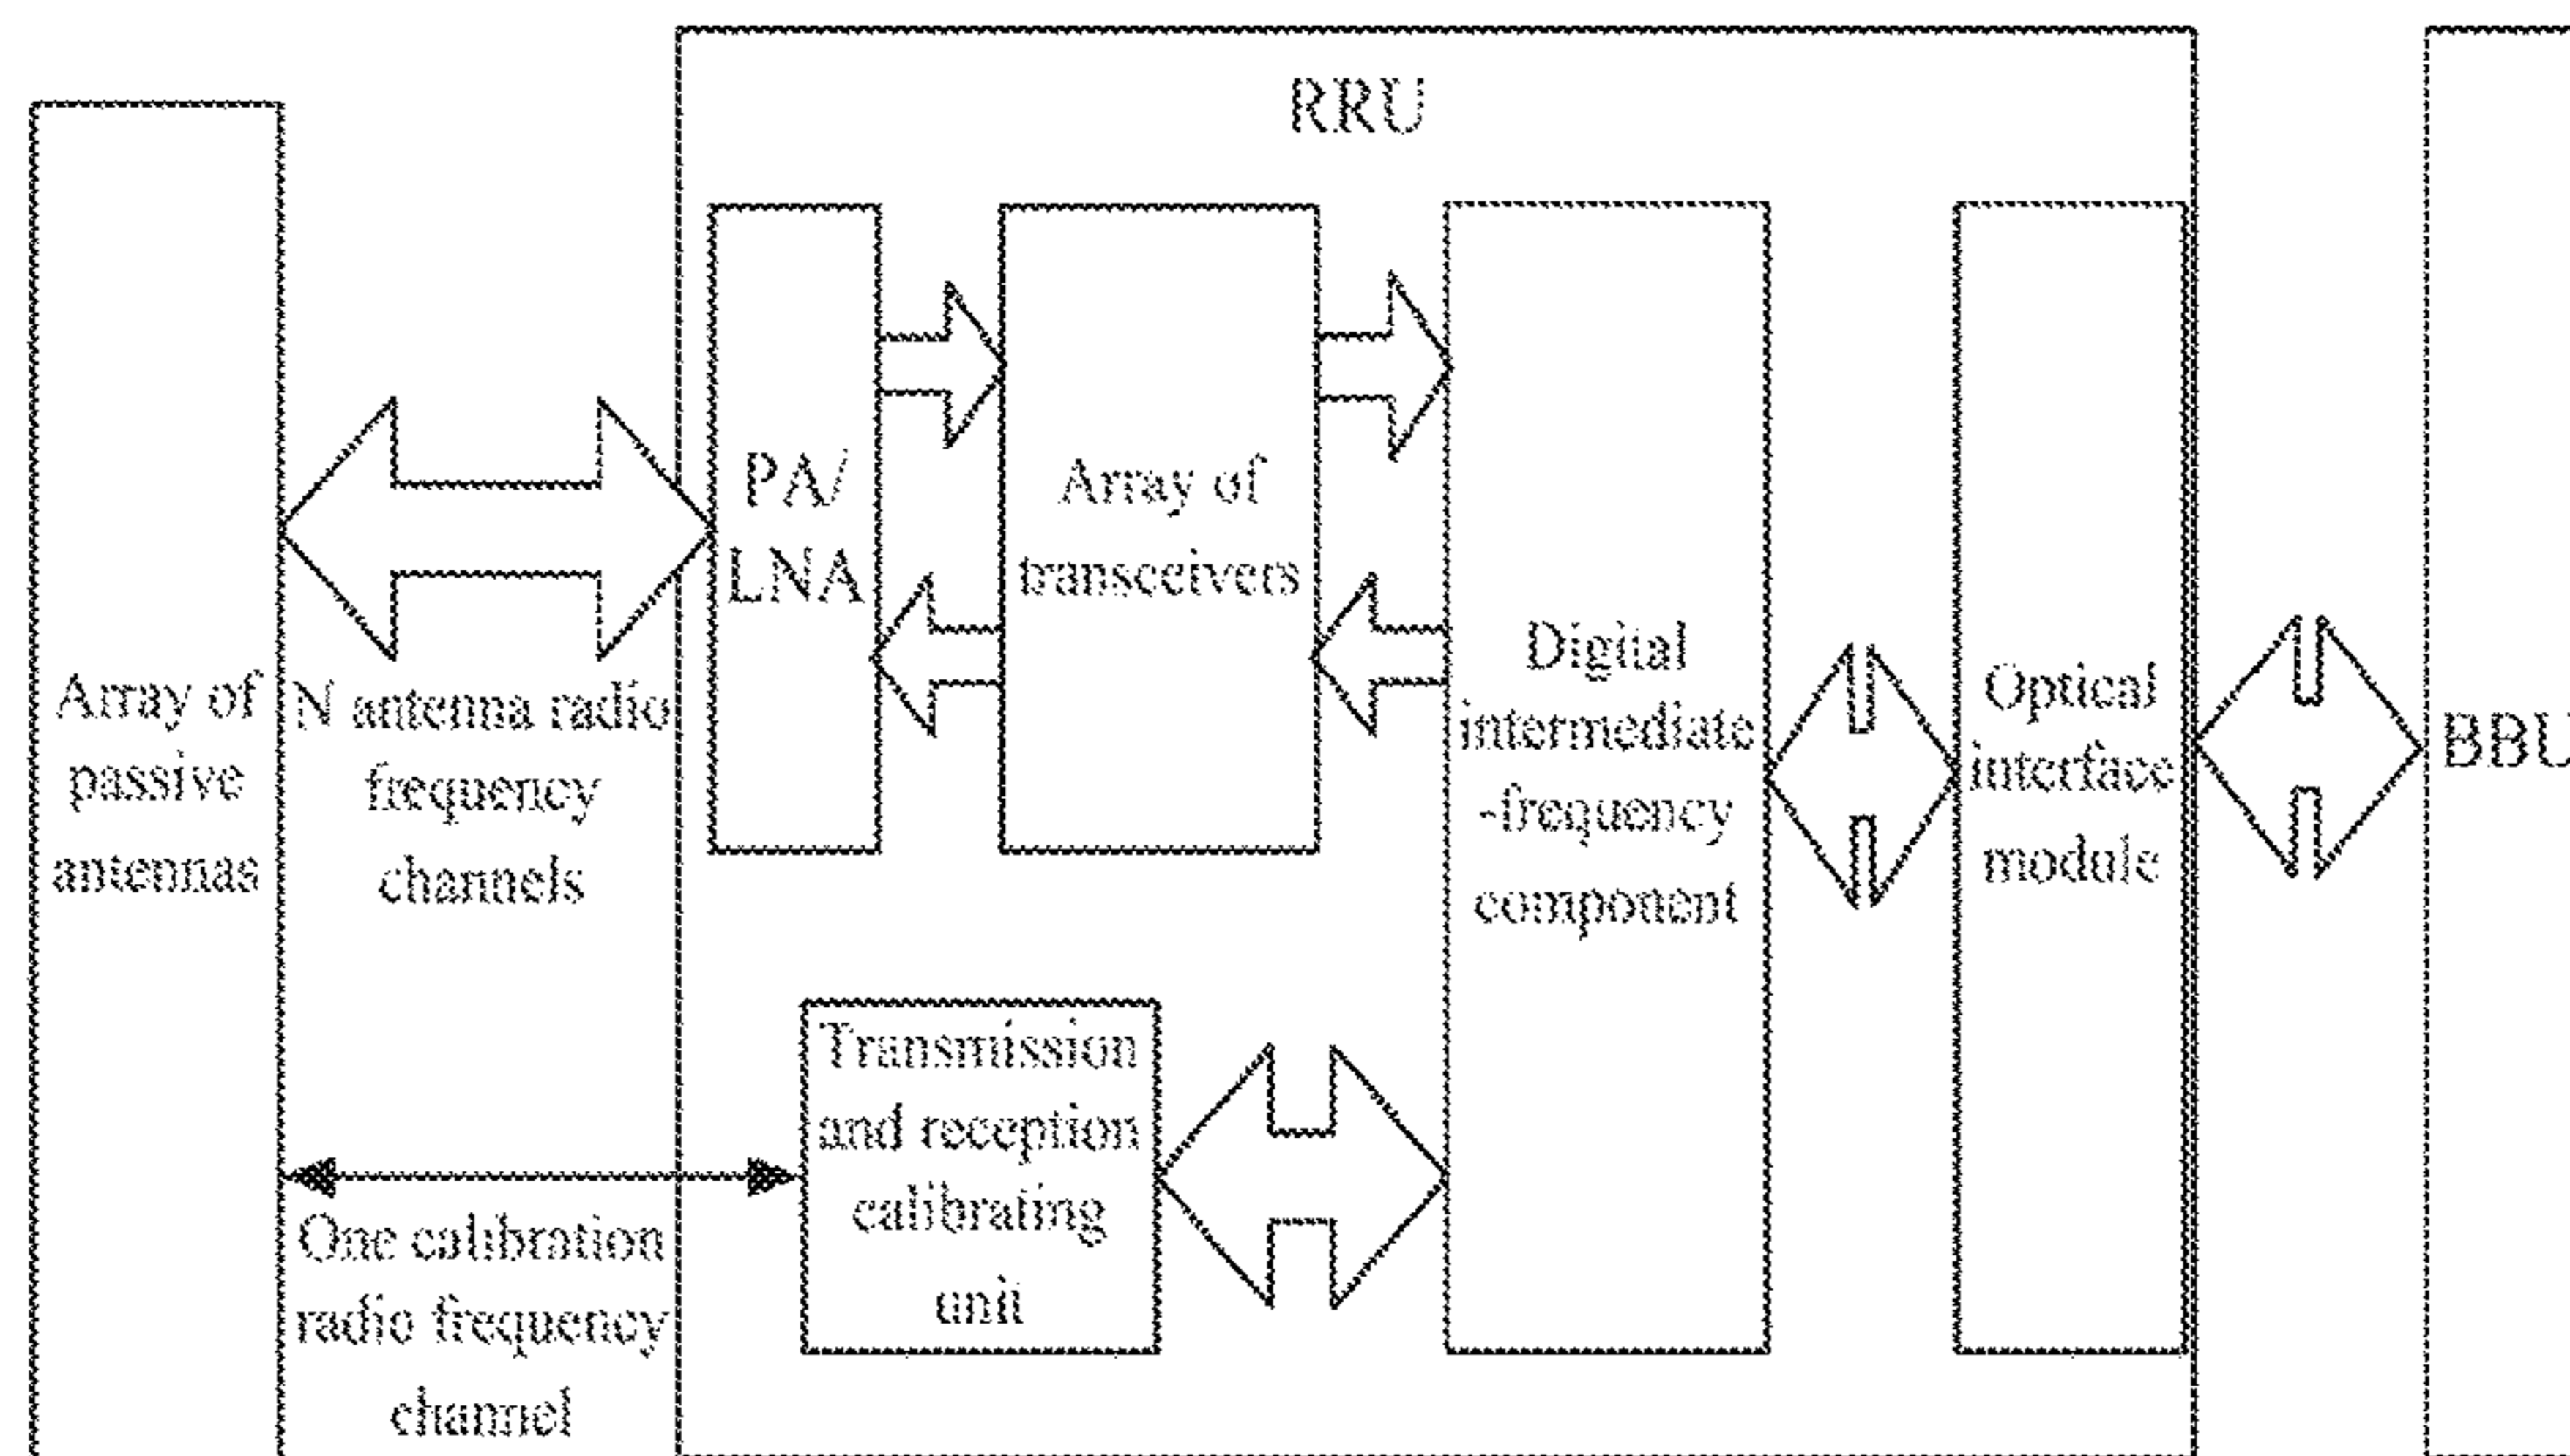 RRU
Array of
passive
antennas
N antenna radio
frequency
channels
PA/
LNA
Array of
transceivers
Digital
intermediate
-frequency
component
Optical
interface
module
BBU
Transmission
and reception
calibrating
unit
One calibration
radio frequency
channel